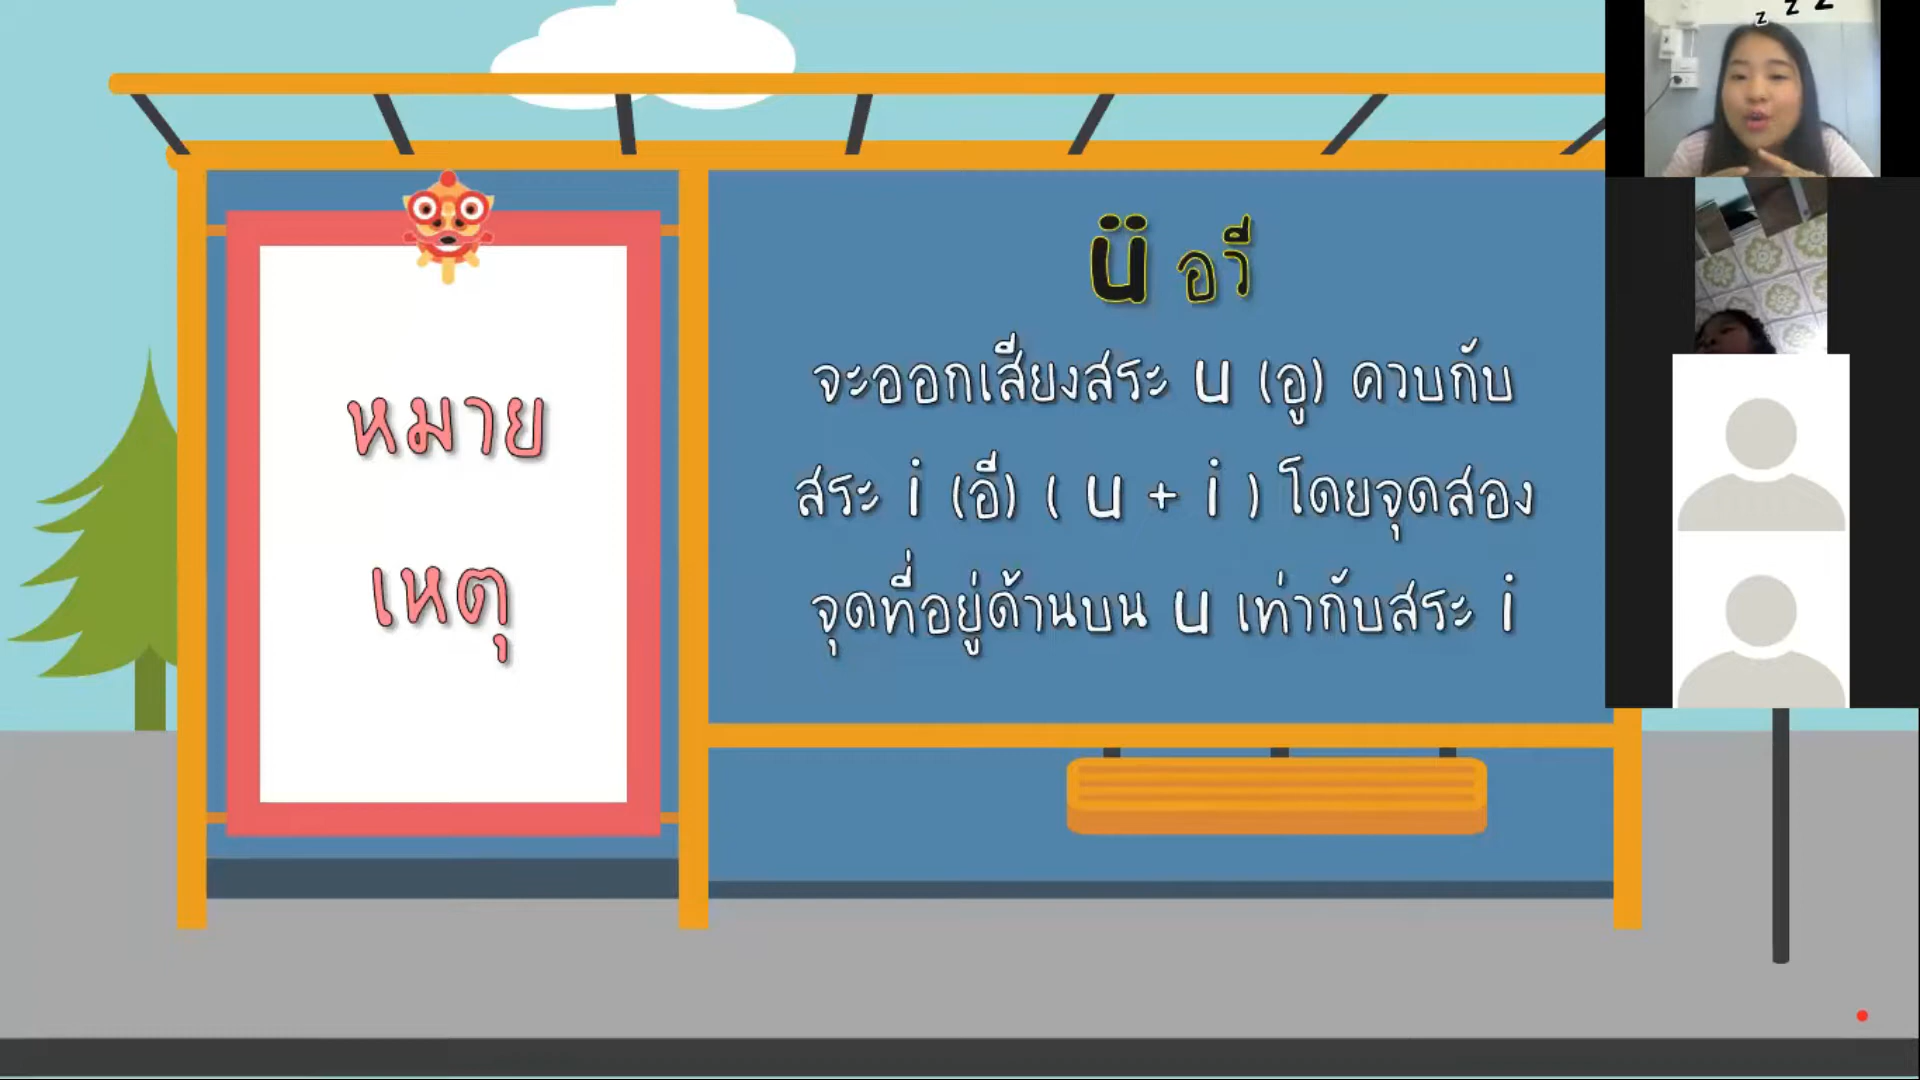 หมาย
เหตุ
ü อวี
จะออกเสียงสระ u (อู) ควบกับ
สระ i (อี) ( u + i ) โดยจุดสอง
จุดที่อยู่ด้านบน u เท่ากับสระ i
z z z